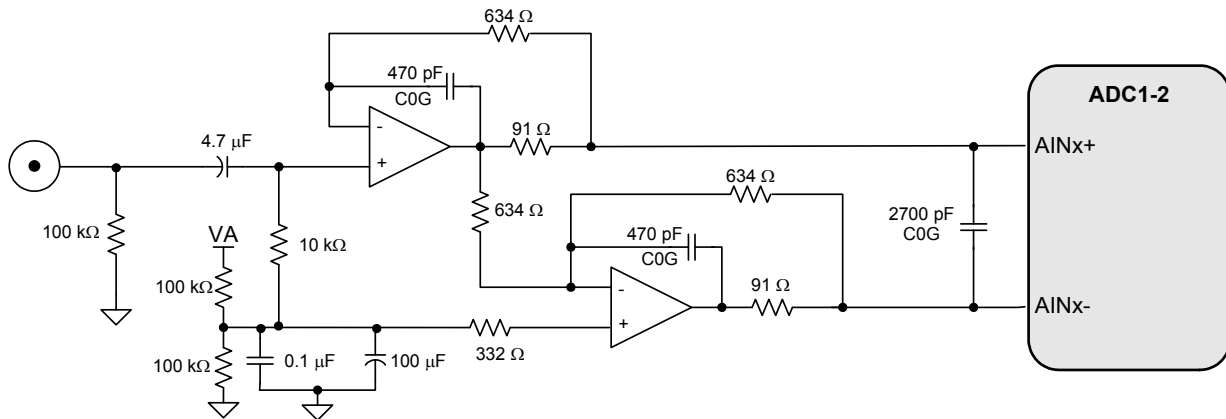 634 Ω
470 pF
C0G
ADC1-2
4.7 µF
-
+
91 Ω
AINx+
100 kΩ
VA
10 kΩ
634 Ω
634 Ω
470 pF
C0G
2700 pF
C0G
100 kΩ
-
+
91 Ω
AINx-
100 kΩ
0.1 µF
100 µF
332 Ω